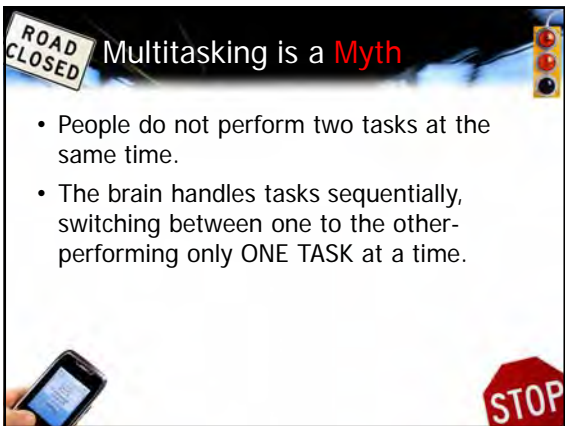 ROAD
CLOSED
Multitasking is a Myth
• People do not perform two tasks at the
same time.
• The brain handles tasks sequentially,
switching between one to the other-
performing only ONE TASK at a time.
STOP